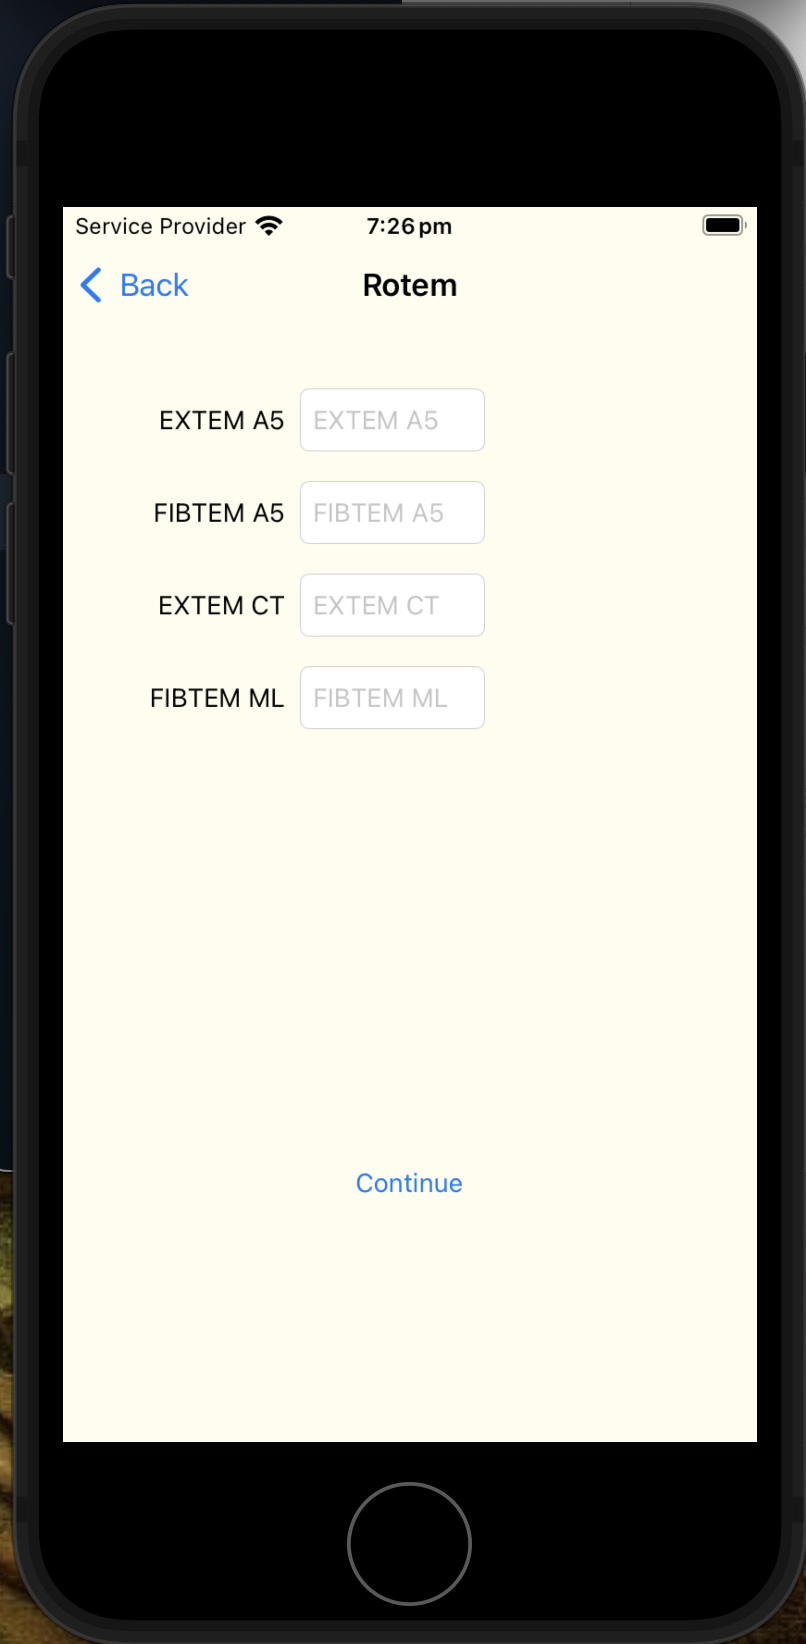 Service Provider 7:26 pm
Back Rotem
EXTEM A5 EXTEM A5
FIBTEM A5 FIBTEM A5
EXTEM CT EXTEM CT
FIBTEM ML FIBTEM ML
Continue